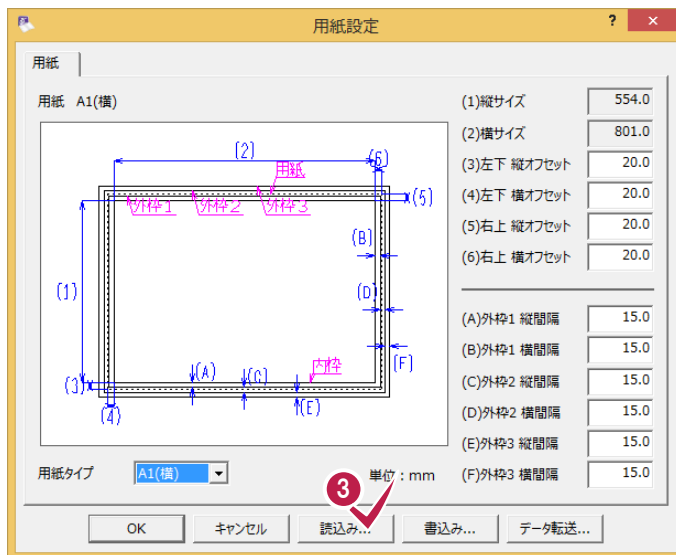 用紙設定
?
×
用紙
用紙 A1(横)
(2)
(6)
用紙
外枠1
外枠2
外枠3
(5)
(B)
(1)
(D)
(F)
内枠
(A)
(C)
(3)
(E)
(4)
用紙タイプ
A1(横)
単位：mm
(1)縦サイズ 554.0
(2)横サイズ 801.0
(3)左下 縦オフセット 20.0
(4)左下 横オフセット 20.0
(5)右上 縦オフセット 20.0
(6)右上 横オフセット 20.0
(A)外枠1 縦間隔 15.0
(B)外枠1 横間隔 15.0
(C)外枠2 縦間隔 15.0
(D)外枠2 横間隔 15.0
(E)外枠3 縦間隔 15.0
(F)外枠3 横間隔 15.0
3
OK
キャンセル
読込み...
書込み...
データ転送...